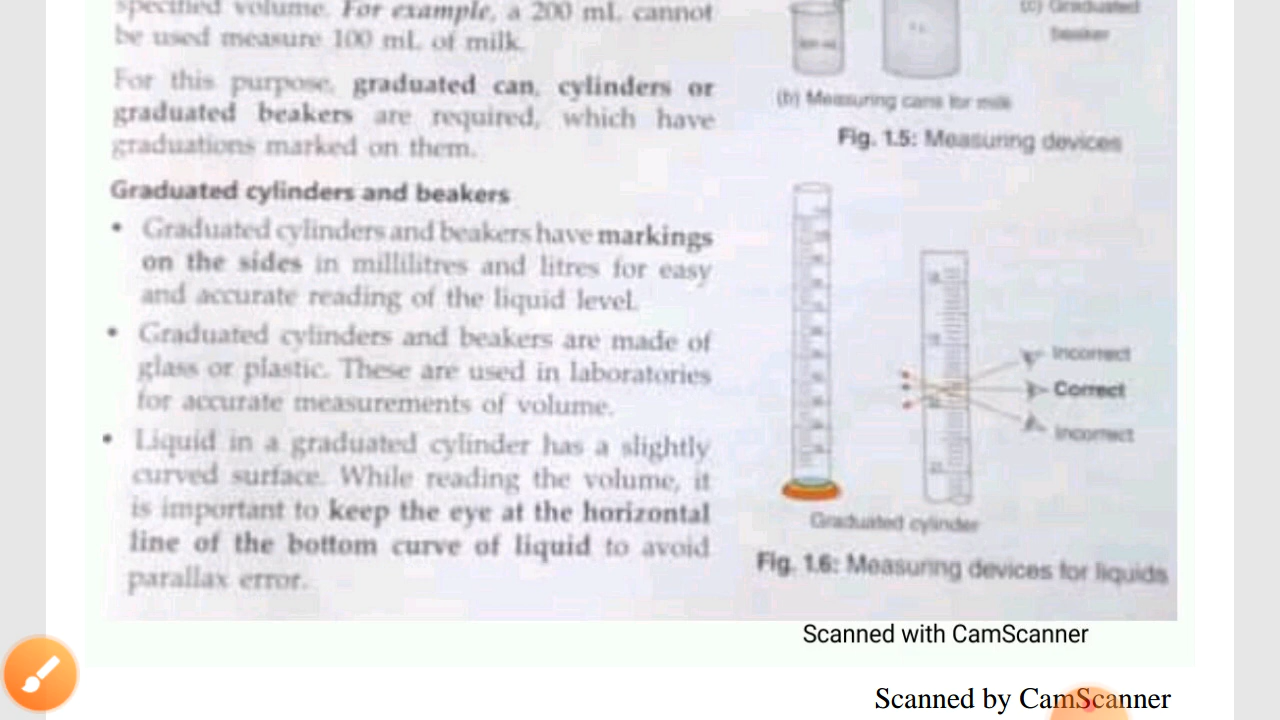 specified volume. For example, a 200 mL cannot
be used measure 100 mL of milk.
For this purpose, graduated can, cylinders or
graduated beakers are required, which have
graduations marked on them.
Graduated cylinders and beakers
• Graduated cylinders and beakers have markings
on the sides in millilitres and litres for easy
and accurate reading of the liquid level.
• Graduated cylinders and beakers are made of
glass or plastic. These are used in laboratories
for accurate measurements of volume.
• Liquid in a graduated cylinder has a slightly
curved surface. While reading the volume, it
is important to keep the eye at the horizontal
line of the bottom curve of liquid to avoid
parallax error.
(c) Graduated
beaker
(b) Measuring cans for milk
Fig. 1.5: Measuring devices
Incorrect
Correct
Incorrect
Graduated cylinder
Fig. 1.6: Measuring devices for liquids
Scanned with CamScanner
Scanned by CamScanner